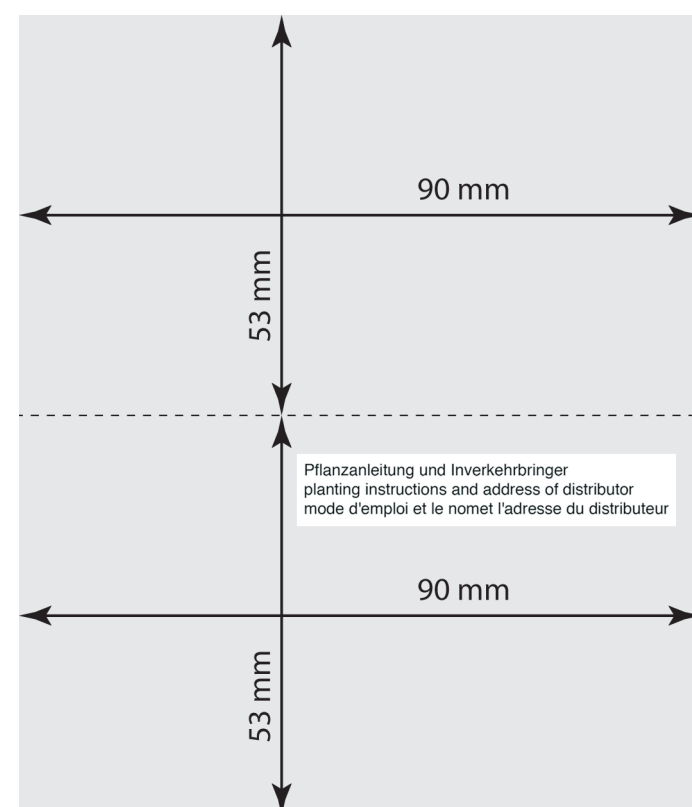 90 mm
53 mm
Pflanzanleitung und Inverkehrbringer
planting instructions and address of distributor
mode d'emploi et le nomet l'adresse du distributeur
90 mm
53 mm